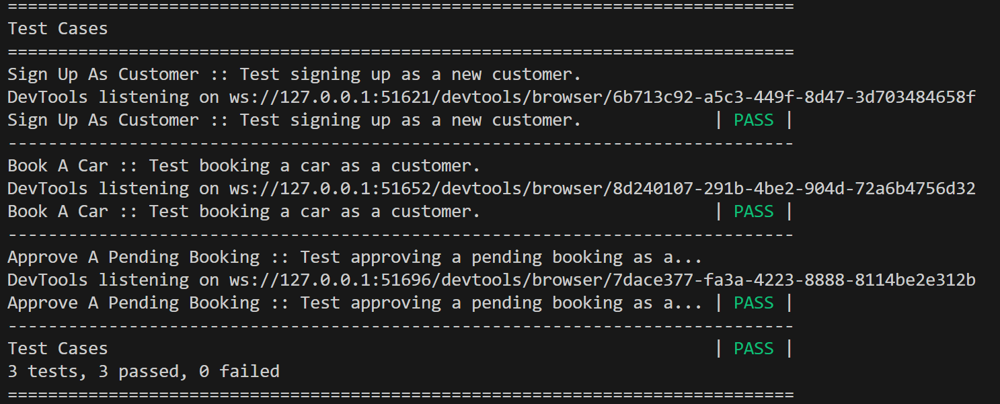 ==============================================================================
Test Cases
==============================================================================
Sign Up As Customer :: Test signing up as a new customer.
DevTools listening on ws://127.0.0.1:51621/devtools/browser/6b713c92-a5c3-449f-8d47-3d703484658f
Sign Up As Customer :: Test signing up as a new customer.             | PASS |
------------------------------------------------------------------------------
Book A Car :: Test booking a car as a customer.
DevTools listening on ws://127.0.0.1:51652/devtools/browser/8d240107-291b-4be2-904d-72a6b4756d32
Book A Car :: Test booking a car as a customer.                       | PASS |
------------------------------------------------------------------------------
Approve A Pending Booking :: Test approving a pending booking as a...
DevTools listening on ws://127.0.0.1:51696/devtools/browser/7dace377-fa3a-4223-8888-8114be2e312b
Approve A Pending Booking :: Test approving a pending booking as a... | PASS |
------------------------------------------------------------------------------
Test Cases                                                            | PASS |
3 tests, 3 passed, 0 failed
==============================================================================